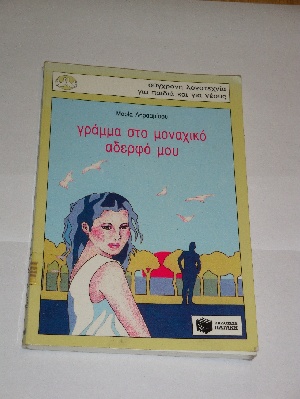 σύγχρονη λογοτεχνία
για παιδιά και για νέους
γράμμα στο μοναχικό
αδερφό μου
ΕΚΔΟΣΕΙΣ
ΠΑΤΑΚΗ